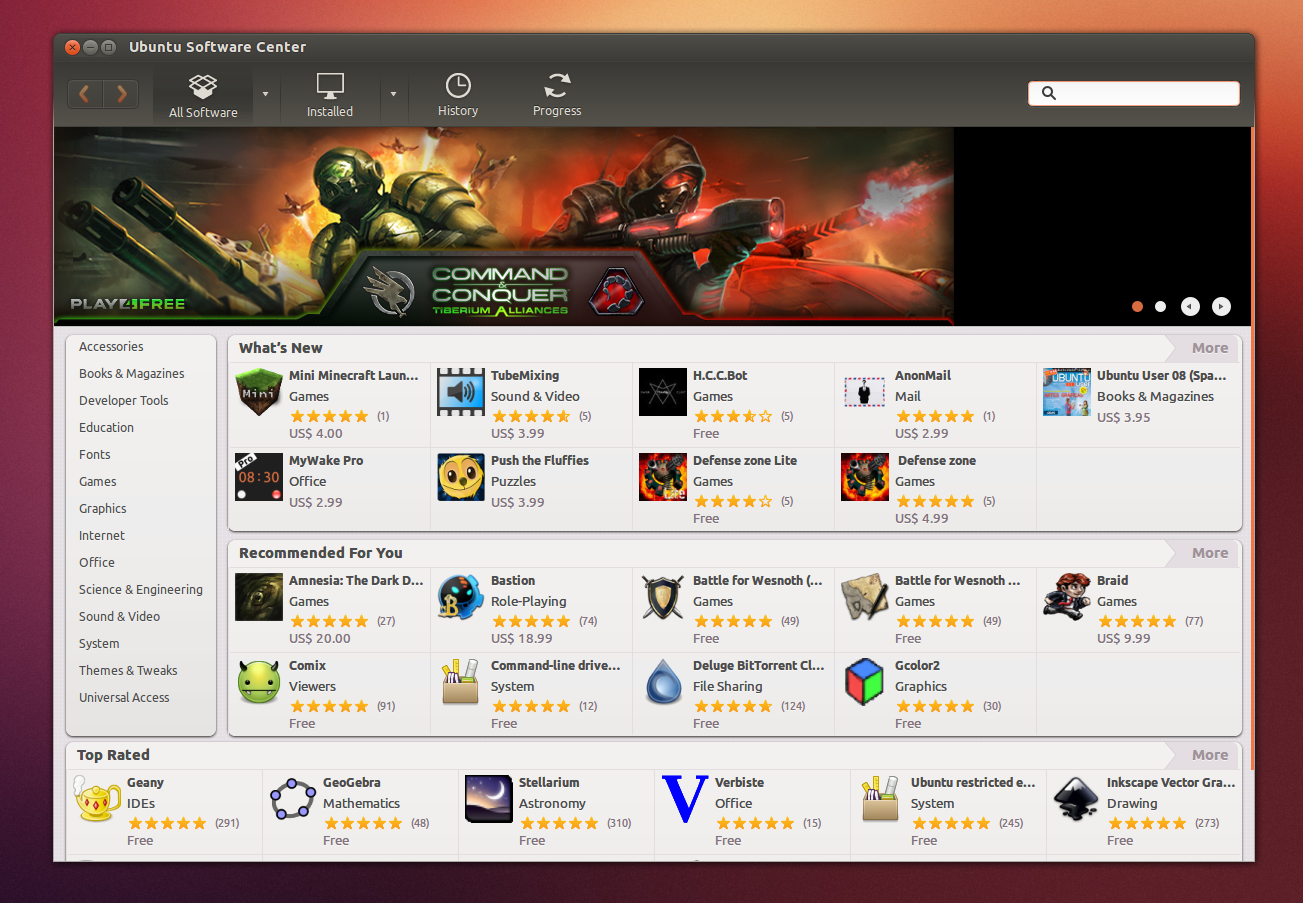 Ubuntu Software Center
All Software
Installed
History
Progress
PLAY4FREE
COMMAND
&
CONQUER
TIBERIUM ALLIANCES
Accessories
Books & Magazines
Developer Tools
Education
Fonts
Games
Graphics
Internet
Office
Science & Engineering
Sound & Video
System
Themes & Tweaks
Universal Access
What's New
More
Mini
Mini Minecraft Laun...
Games
(1)
US$ 4.00
TubeMixing
Sound & Video
(5)
US$ 3.99
H.C.C.Bot
Games
(5)
Free
AnonMail
Mail
(1)
US$ 2.99
UBUNTU
Ubuntu User 08 (Spa...
Books & Magazines
US$ 3.95
Pro
08:30
MyWake Pro
Office
US$ 2.99
Push the Fluffies
Puzzles
US$ 3.99
Lite
Defense zone Lite
Games
(5)
Free
Defense zone
Games
(5)
US$ 4.99
Recommended For You
More
Amnesia: The Dark D...
Games
(27)
US$ 20.00
B
Bastion
Role-Playing
(74)
US$ 18.99
Battle for Wesnoth (...
Games
(49)
Free
Battle for Wesnoth ...
Games
(49)
Free
Braid
Games
(77)
US$ 9.99
Comix
Viewers
(91)
Free
Command-line drive...
System
(12)
Free
Deluge BitTorrent Cl...
File Sharing
(124)
Free
Gcolor2
Graphics
(30)
Free
Top Rated
More
Geany
IDEs
(291)
Free
GeoGebra
Mathematics
(48)
Free
Stellarium
Astronomy
(310)
Free
V
Verbiste
Office
(15)
Free
Ubuntu restricted e...
System
(245)
Free
Inkscape Vector Gra...
Drawing
(273)
Free